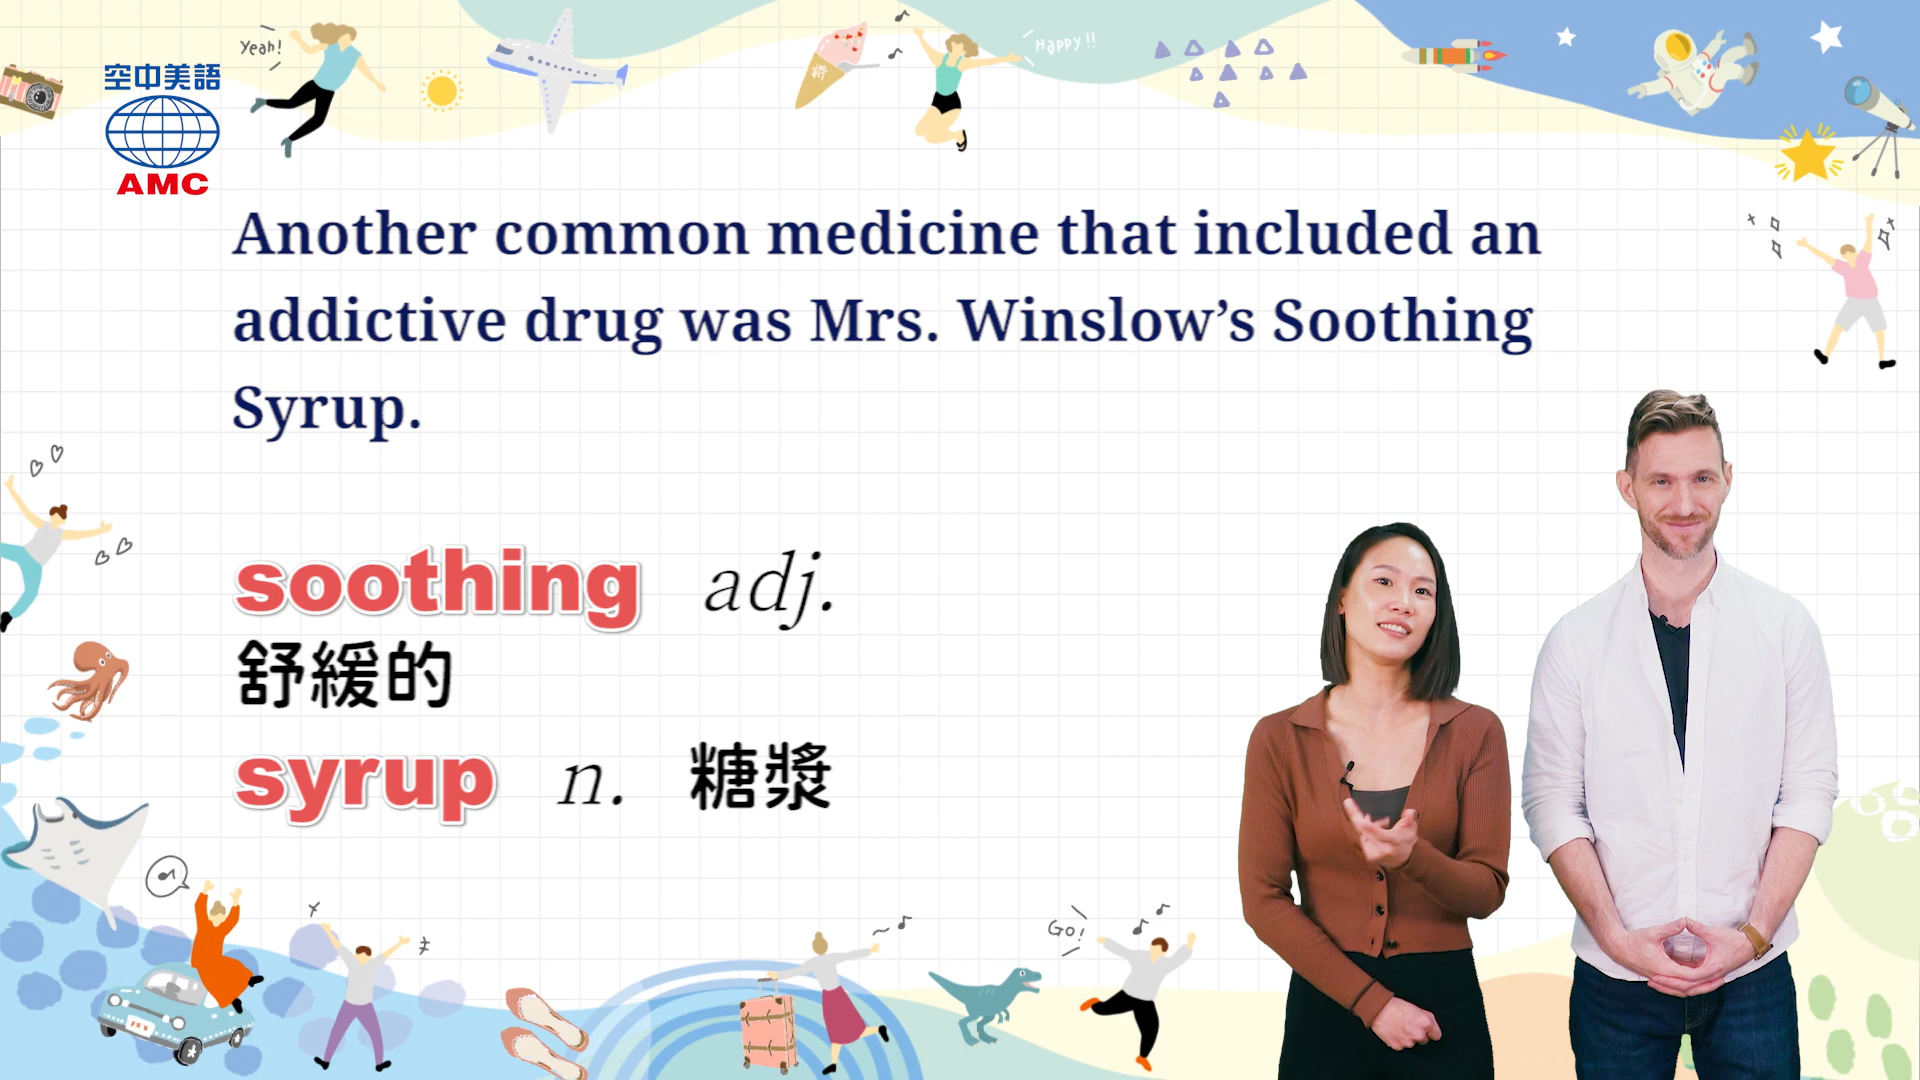 Yeah!
Happy!!
空中美語
AMC
Another common medicine that included an
addictive drug was Mrs. Winslow’s Soothing
Syrup.
soothing adj.
舒緩的
syrup n. 糖漿
Go!